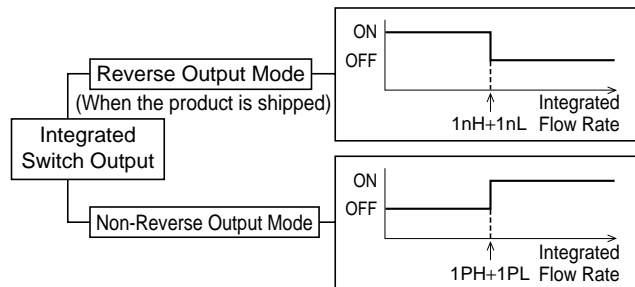 Integrated
Switch Output
Reverse Output Mode
(When the product is shipped)
ON
OFF
1nH+1nL
Integrated
Flow Rate
Non-Reverse Output Mode
ON
OFF
1PH+1PL
Integrated
Flow Rate